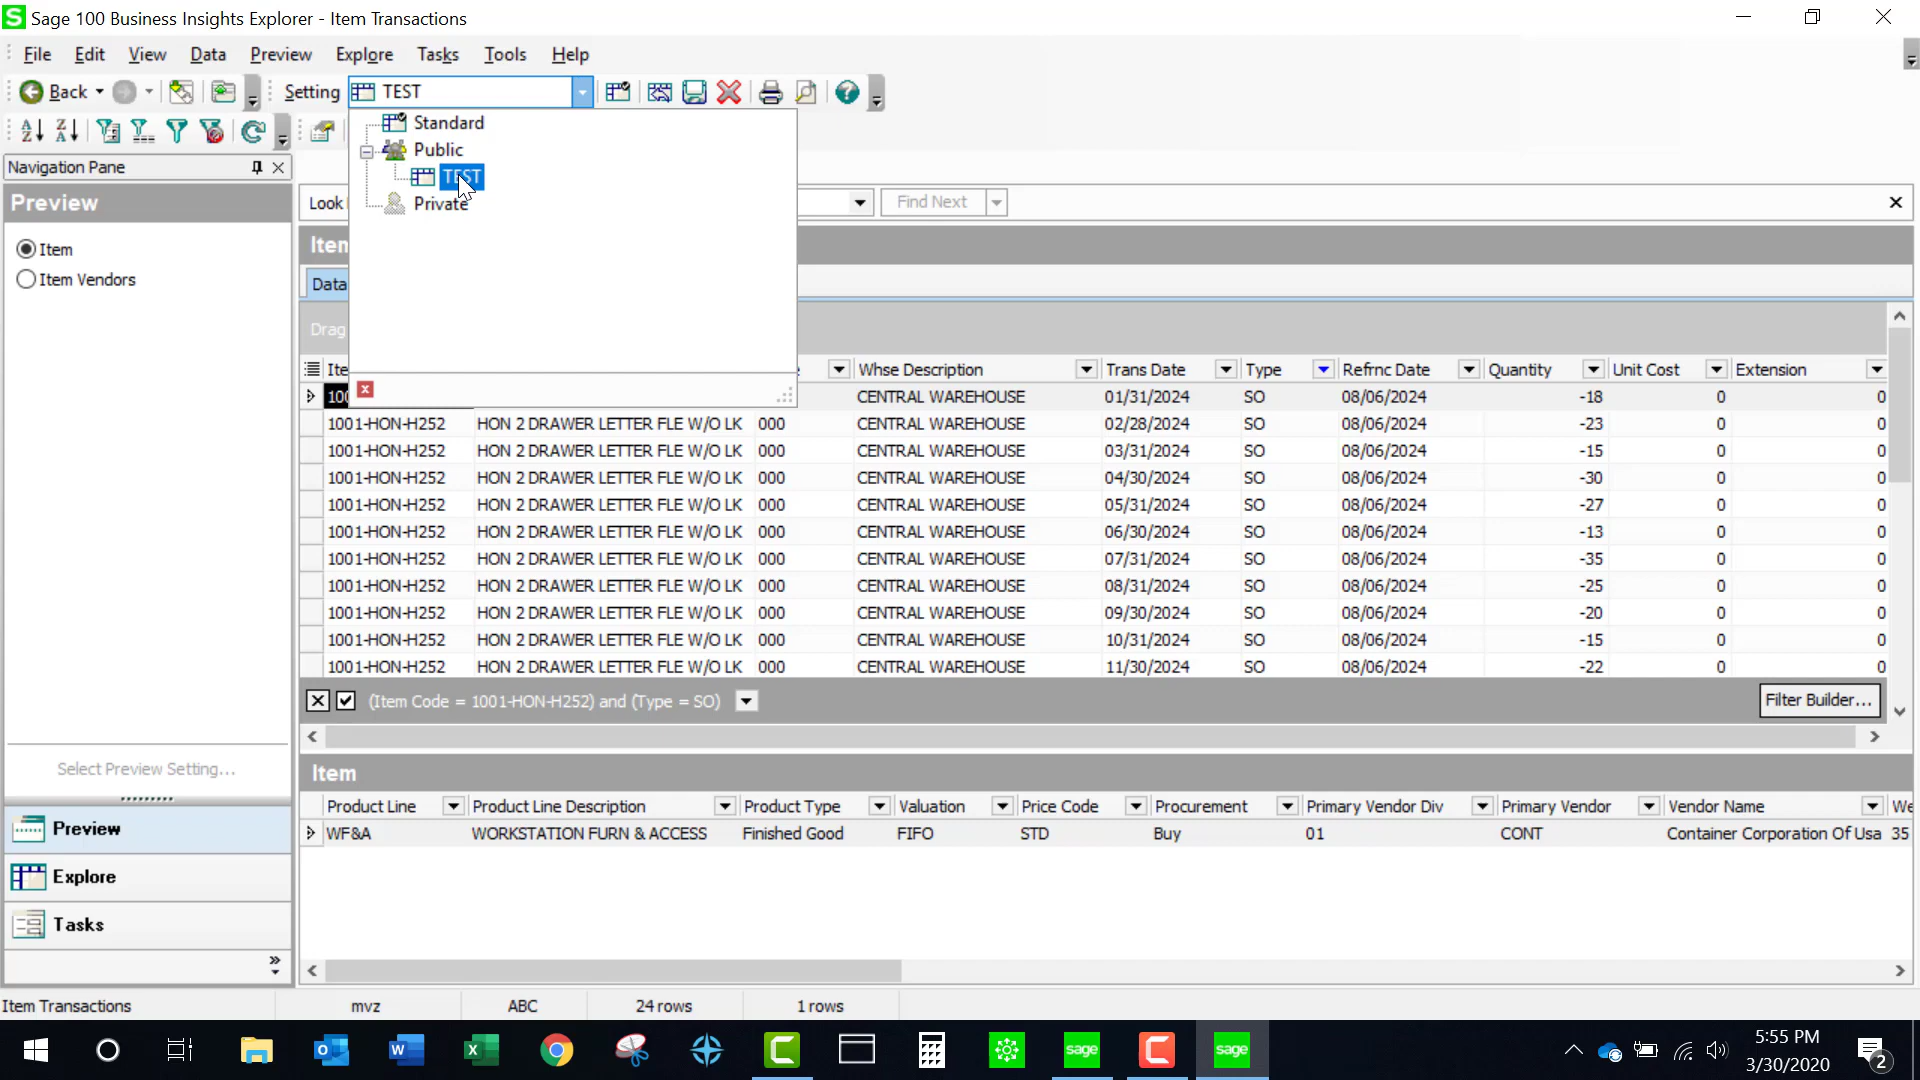 S Sage 100 Business Insights Explorer - Item Transactions
File Edit View Data Preview Explore Tasks Tools Help
Back Setting TEST
Standard
Public
TEST
Private
Navigation Pane
Preview
Item
Item Vendors
Select Preview Setting...
Preview
Explore
Tasks
Look Find Next
Item
Data
Drag
Ite Whse Description Trans Date Type Refrnc Date Quantity Unit Cost Extension
100 CENTRAL WAREHOUSE 01/31/2024 SO 08/06/2024 -18 0 0
1001-HON-H252 HON 2 DRAWER LETTER FLE W/O LK 000 CENTRAL WAREHOUSE 02/28/2024 SO 08/06/2024 -23 0 0
1001-HON-H252 HON 2 DRAWER LETTER FLE W/O LK 000 CENTRAL WAREHOUSE 03/31/2024 SO 08/06/2024 -15 0 0
1001-HON-H252 HON 2 DRAWER LETTER FLE W/O LK 000 CENTRAL WAREHOUSE 04/30/2024 SO 08/06/2024 -30 0 0
1001-HON-H252 HON 2 DRAWER LETTER FLE W/O LK 000 CENTRAL WAREHOUSE 05/31/2024 SO 08/06/2024 -27 0 0
1001-HON-H252 HON 2 DRAWER LETTER FLE W/O LK 000 CENTRAL WAREHOUSE 06/30/2024 SO 08/06/2024 -13 0 0
1001-HON-H252 HON 2 DRAWER LETTER FLE W/O LK 000 CENTRAL WAREHOUSE 07/31/2024 SO 08/06/2024 -35 0 0
1001-HON-H252 HON 2 DRAWER LETTER FLE W/O LK 000 CENTRAL WAREHOUSE 08/31/2024 SO 08/06/2024 -25 0 0
1001-HON-H252 HON 2 DRAWER LETTER FLE W/O LK 000 CENTRAL WAREHOUSE 09/30/2024 SO 08/06/2024 -20 0 0
1001-HON-H252 HON 2 DRAWER LETTER FLE W/O LK 000 CENTRAL WAREHOUSE 10/31/2024 SO 08/06/2024 -15 0 0
1001-HON-H252 HON 2 DRAWER LETTER FLE W/O LK 000 CENTRAL WAREHOUSE 11/30/2024 SO 08/06/2024 -22 0 0
(Item Code = 1001-HON-H252) and (Type = SO) Filter Builder...
Item
Product Line Product Line Description Product Type Valuation Price Code Procurement Primary Vendor Div Primary Vendor Vendor Name We
WF&A WORKSTATION FURN & ACCESS Finished Good FIFO STD Buy 01 CONT Container Corporation Of Usa 35
Item Transactions mvz ABC 24 rows 1 rows
sage sage
5:55 PM
3/30/2020
2